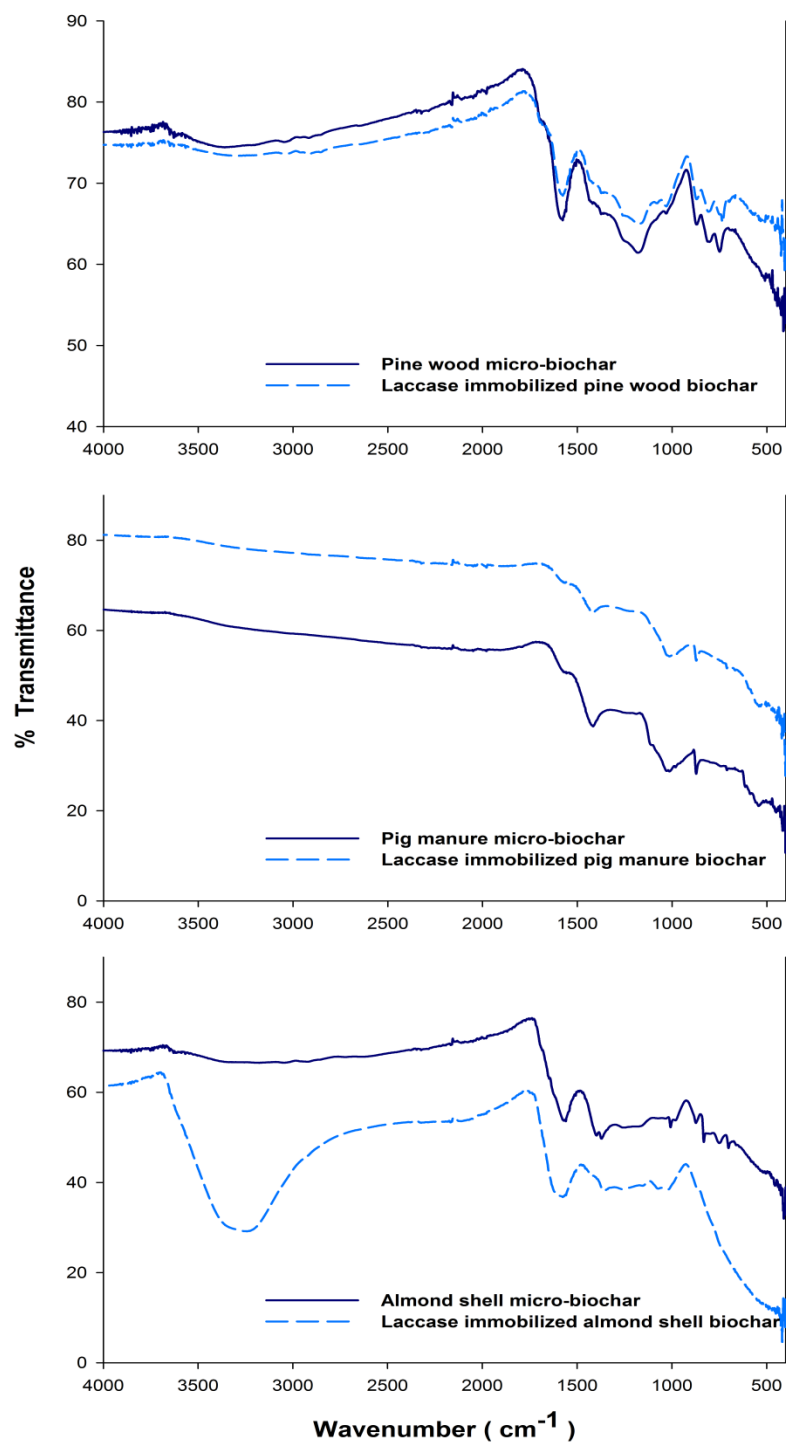 90
80
70
60
50
40
Pine wood micro-biochar
Laccase immobilized pine wood biochar
4000 3500 3000 2500 2000 1500 1000 500
% Transmittance
80
60
40
20
0
Pig manure micro-biochar
Laccase immobilized pig manure biochar
4000 3500 3000 2500 2000 1500 1000 500
80
60
40
20
0
Almond shell micro-biochar
Laccase immobilized almond shell biochar
4000 3500 3000 2500 2000 1500 1000 500
Wavenumber ( cm⁻¹ )